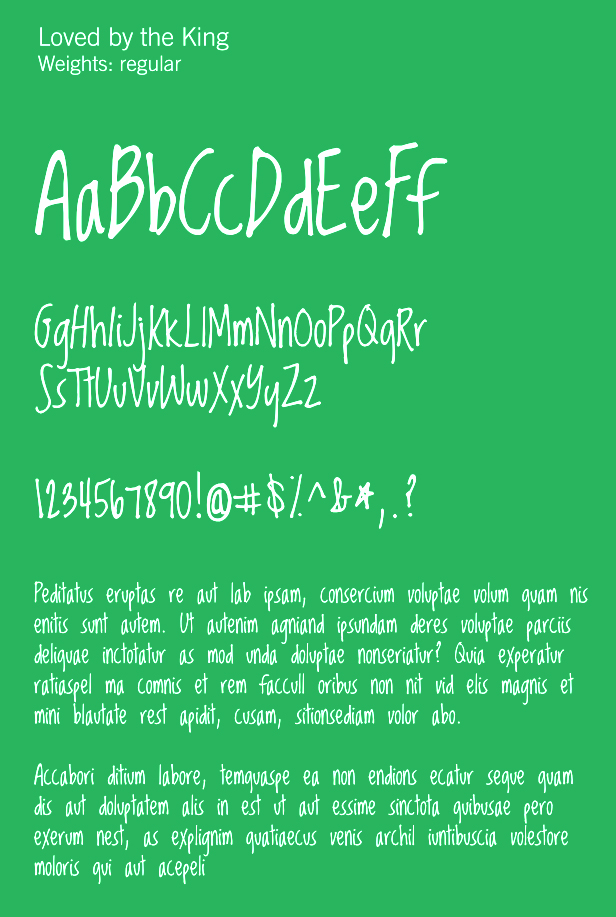 Loved by the King
Weights: regular
AaBbCcDdEeFf
GgHhIiJjKkLlMmNnOoPpQqRr
SsTtUuVvWwXxYyZz
1234567890!@#$%^&*,.?
Peditatus eruptas re aut lab ipsam, consercium voluptae volum quam nis
enitis sunt autem. Ut autenim agniand ipsundam deres voluptae parciis
deliquae inctotatur as mod unda doluptae nonseriatur? Quia experatur
ratiaspel ma comnis et rem faccull oribus non nit vid elis magnis et
mini blautate rest apidit, cusam, sitionsediam volor abo.
Accabori ditium labore, temquaspe ea non endions ecatur seque quam
dis aut doluptatem alis in est ut aut essime sinctota quibusae pero
exerum nest, as explignim quatiaecus venis archil iuntibuscia volestore
moloris qui aut acepeli